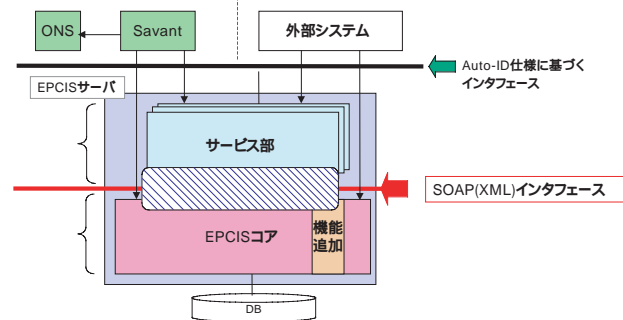 ONS
Savant
外部システム
Auto-ID仕様に基づく
インタフェース
EPCISサーバ
サービス部
SOAP(XML)インタフェース
EPCISコア
機能
追加
DB